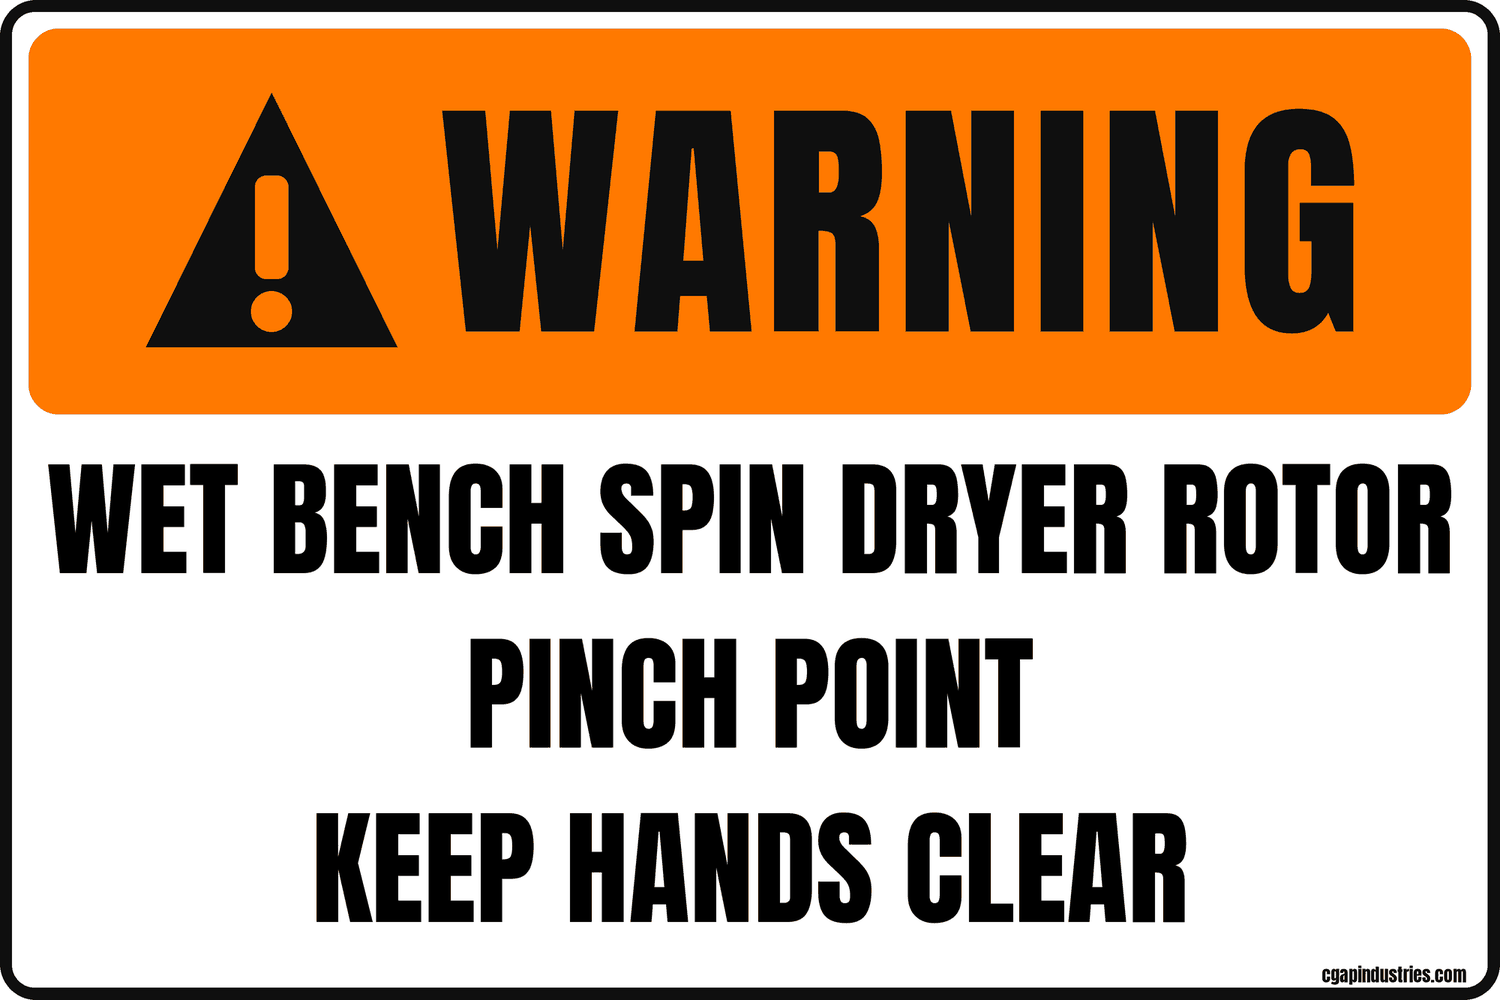 WARNING
WET BENCH SPIN DRYER ROTOR
PINCH POINT
KEEP HANDS CLEAR
cgapindustries.com